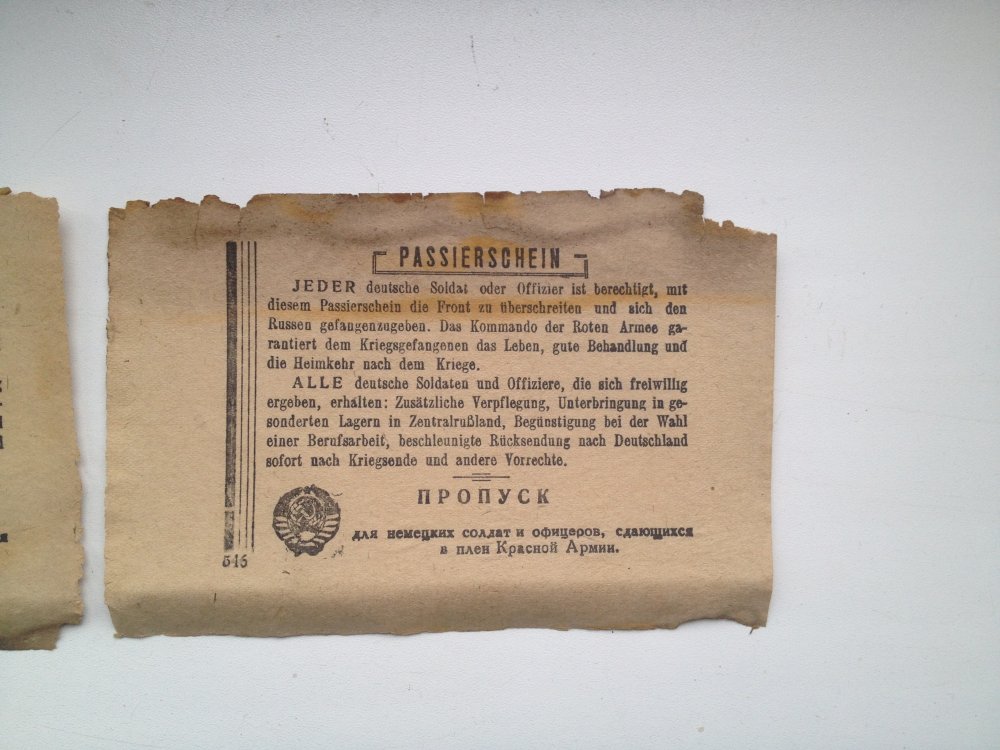 PASSIERSCHEIN
JEDER deutsche Soldat oder Offizier ist berechtigt, mit
diesem Passierschein die Front zu überschreiten und sich den
Russen gefangenzugeben. Das Kommando der Roten Armee ga-
rantiert dem Kriegsgefangenen das Leben, gute Behandlung und
die Heimkehr nach dem Kriege.
ALLE deutsche Soldaten und Offiziere, die sich freiwillig
ergeben, erhalten: Zusätzliche Verpflegung, Unterbringung in ge-
sonderten Lagern in Zentralrußland, Begünstigung bei der Wahl
einer Berufsarbeit, beschleunigte Rücksendung nach Deutschland
sofort nach Kriegsende und andere Vorrechte.
ПРОПУСК
для немецких солдат и офицеров, сдающихся
в плен Красной Армии.
546